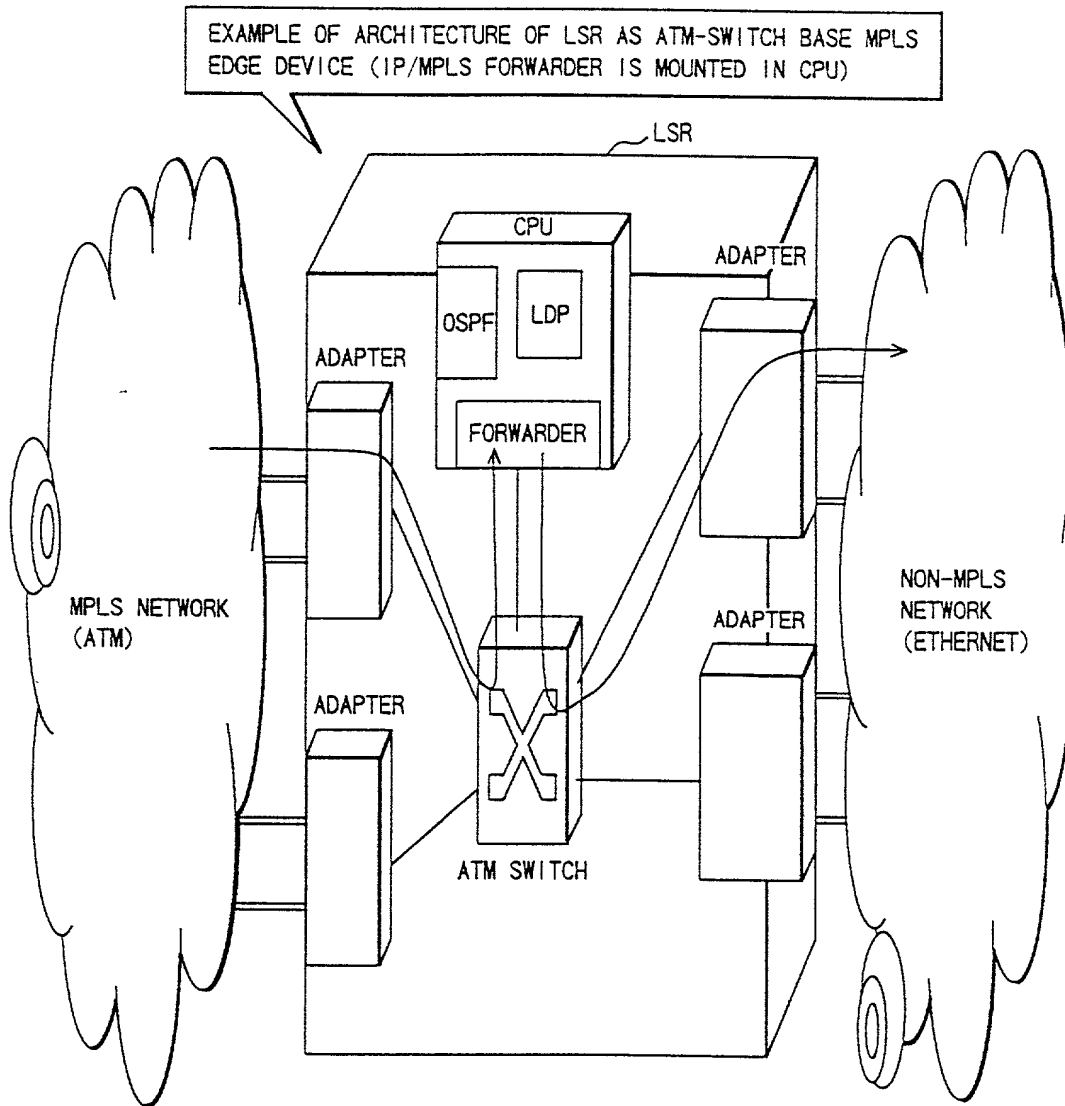 EXAMPLE OF ARCHITECTURE OF LSR AS ATM-SWITCH BASE MPLS
EDGE DEVICE (IP/MPLS FORWARDER IS MOUNTED IN CPU)
LSR
CPU
ADAPTER
OSPF
LDP
ADAPTER
FORWARDER
MPLS NETWORK
(ATM)
NON-MPLS
NETWORK
(ETHERNET)
ADAPTER
ADAPTER
ATM SWITCH